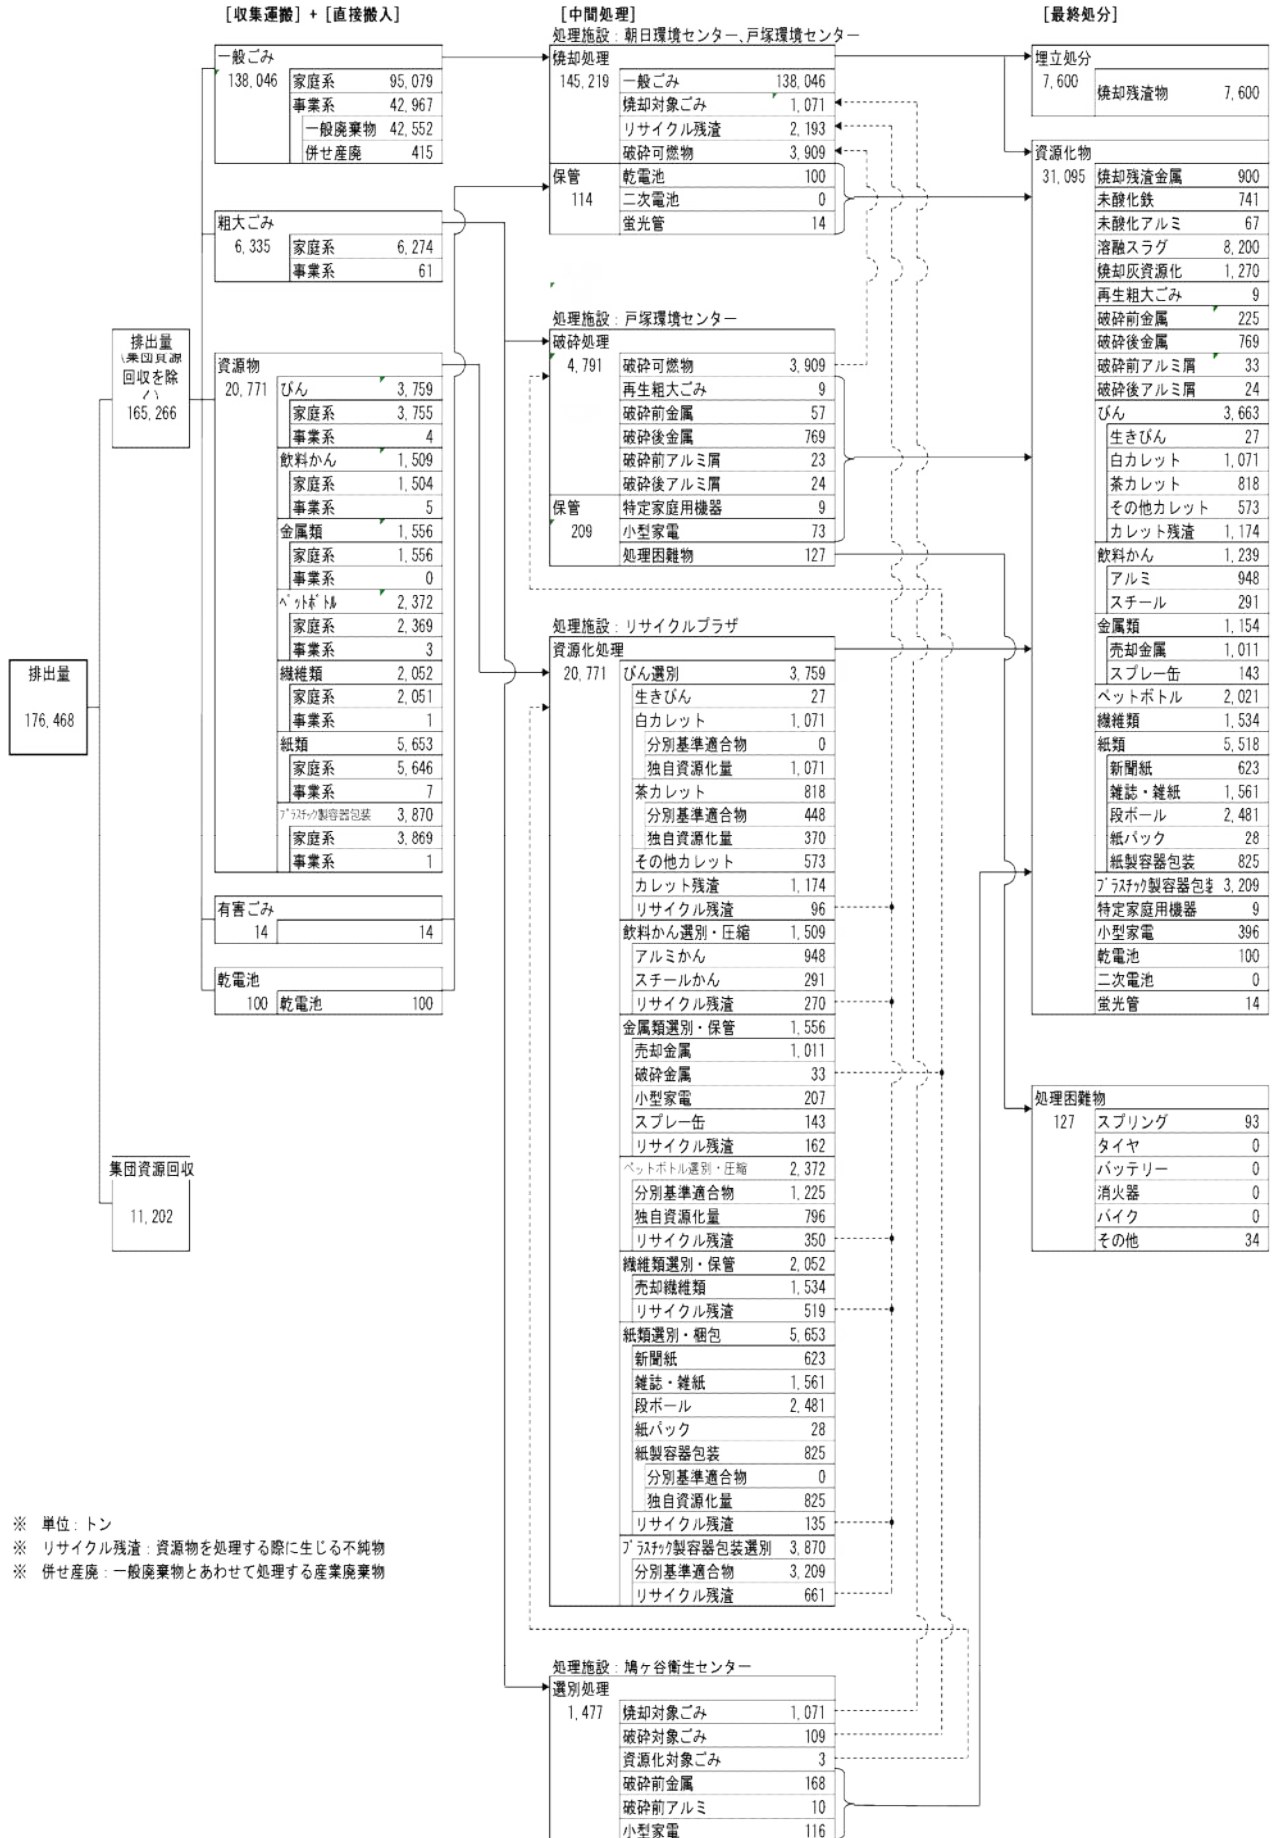 [収集運搬] + [直接搬入]
[中間処理]
[最終処分]
排出量
176,468
排出量
回収を除
165,266
集団資源回収
11,202
一般ごみ
138,046
家庭系 95,079
事業系 42,967
一般廃棄物 42,552
併せ産廃 415
粗大ごみ
6,335
家庭系 6,274
事業系 61
資源物
20,771
びん 3,759
家庭系 3,755
事業系 4
飲料かん 1,509
家庭系 1,504
事業系 5
金属類 1,556
家庭系 1,556
事業系 0
ペットボトル 2,372
家庭系 2,369
事業系 3
繊維類 2,052
家庭系 2,051
事業系 1
紙類 5,653
家庭系 5,646
事業系 7
プラスチック製容器包装 3,870
家庭系 3,869
事業系 1
有害ごみ
14 14
乾電池
100 乾電池 100
処理施設：朝日環境センター、戸塚環境センター
焼却処理
145,219
一般ごみ 138,046
焼却対象ごみ 1,071
リサイクル残渣 2,193
破砕可燃物 3,909
保管
114
乾電池 100
二次電池 0
蛍光管 14
処理施設：戸塚環境センター
破砕処理
4,791
破砕可燃物 3,909
再生粗大ごみ 9
破砕前金属 57
破砕後金属 769
破砕前アルミ屑 23
破砕後アルミ屑 24
保管
209
特定家庭用機器 9
小型家電 73
処理困難物 127
処理施設：リサイクルプラザ
資源化処理
20,771
びん選別 3,759
生きびん 27
白カレット 1,071
分別基準適合物 0
独自資源化量 1,071
茶カレット 818
分別基準適合物 448
独自資源化量 370
その他カレット 573
カレット残渣 1,174
リサイクル残渣 96
飲料かん選別・圧縮 1,509
アルミかん 948
スチールかん 291
リサイクル残渣 270
金属類選別・保管 1,556
売却金属 1,011
破砕金属 33
小型家電 207
スプレー缶 143
リサイクル残渣 162
ペットボトル選別・圧縮 2,372
分別基準適合物 1,225
独自資源化量 796
リサイクル残渣 350
繊維類選別・保管 2,052
売却繊維類 1,534
リサイクル残渣 519
紙類選別・梱包 5,653
新聞紙 623
雑誌・雑紙 1,561
段ボール 2,481
紙パック 28
紙製容器包装 825
分別基準適合物 0
独自資源化量 825
リサイクル残渣 135
プラスチック製容器包装選別 3,870
分別基準適合物 3,209
リサイクル残渣 661
処理施設：鳩ヶ谷衛生センター
選別処理
1,477
焼却対象ごみ 1,071
破砕対象ごみ 109
資源化対象ごみ 3
破砕前金属 168
破砕前アルミ 10
小型家電 116
埋立処分
7,600
焼却残渣物 7,600
資源化物
31,095
焼却残渣金属 900
未酸化鉄 741
未酸化アルミ 67
溶融スラグ 8,200
焼却灰資源化 1,270
再生粗大ごみ 9
破砕前金属 225
破砕後金属 769
破砕前アルミ屑 33
破砕後アルミ屑 24
びん 3,663
生きびん 27
白カレット 1,071
茶カレット 818
その他カレット 573
カレット残渣 1,174
飲料かん 1,239
アルミ 948
スチール 291
金属類 1,154
売却金属 1,011
スプレー缶 143
ペットボトル 2,021
繊維類 1,534
紙類 5,518
新聞紙 623
雑誌・雑紙 1,561
段ボール 2,481
紙パック 28
紙製容器包装 825
プラスチック製容器包 3,209
特定家庭用機器 9
小型家電 396
乾電池 100
二次電池 0
蛍光管 14
処理困難物
127
スプリング 93
タイヤ 0
バッテリー 0
消火器 0
バイク 0
その他 34
※ 単位：トン
※ リサイクル残渣：資源物を処理する際に生じる不純物
※ 併せ産廃：一般廃棄物とあわせて処理する産業廃棄物